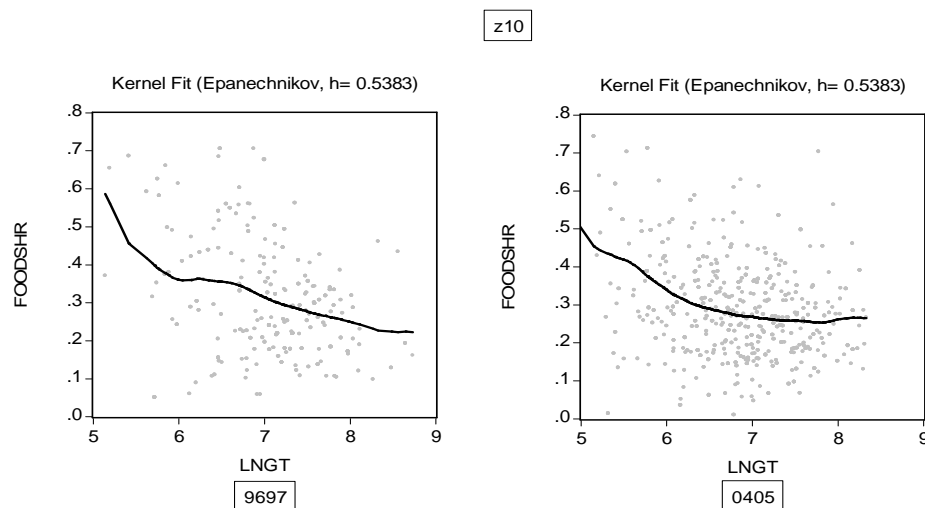 z10
Kernel Fit (Epanechnikov, h= 0.5383)
.8
.7
.6
.5
.4
.3
.2
.1
.0
FOODSHR
5 6 7 8 9
LNGT
9697
Kernel Fit (Epanechnikov, h= 0.5383)
.8
.7
.6
.5
.4
.3
.2
.1
.0
FOODSHR
5 6 7 8 9
LNGT
0405